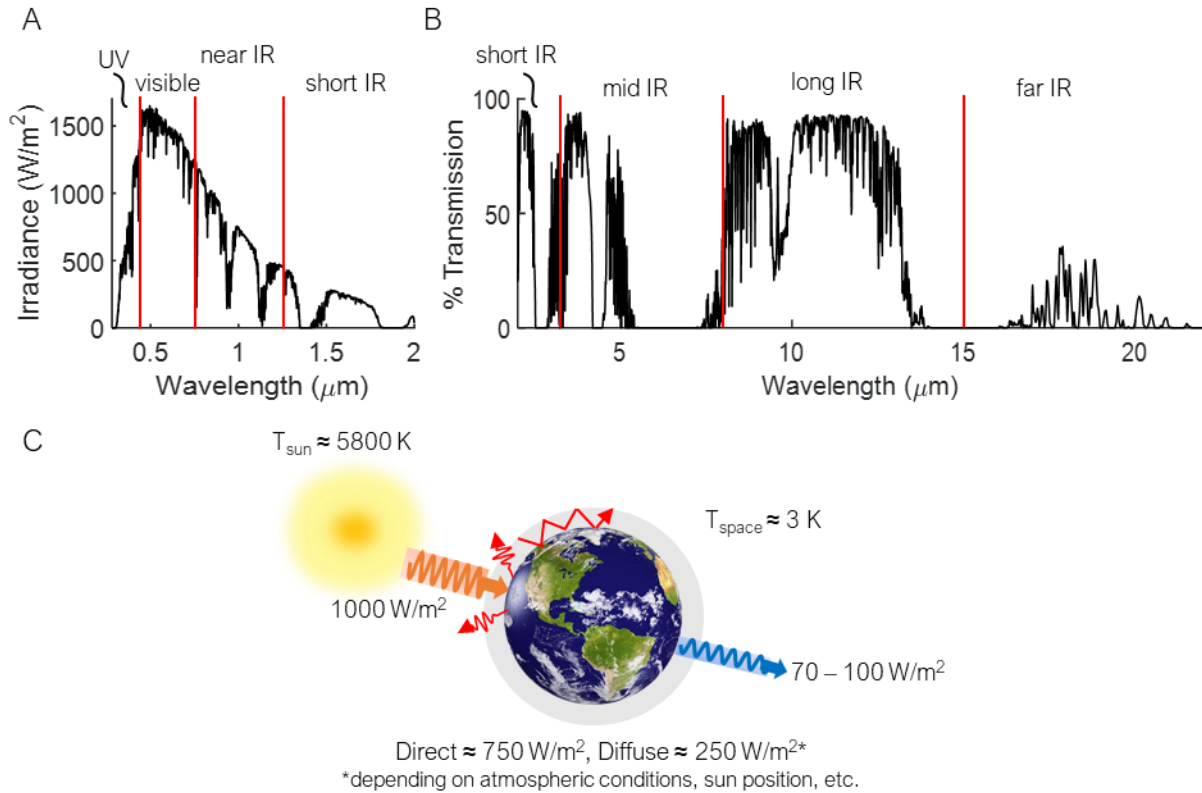 A
UV
visible
near IR
short IR
Irradiance (W/m²)
1500
1000
500
0
0.5
1
1.5
2
Wavelength (μm)
B
short IR
mid IR
long IR
far IR
% Transmission
100
50
0
5
10
15
20
Wavelength (μm)
C
T_sun ≈ 5800 K
T_space ≈ 3 K
1000 W/m²
70 – 100 W/m²
Direct ≈ 750 W/m², Diffuse ≈ 250 W/m²*
*depending on atmospheric conditions, sun position, etc.